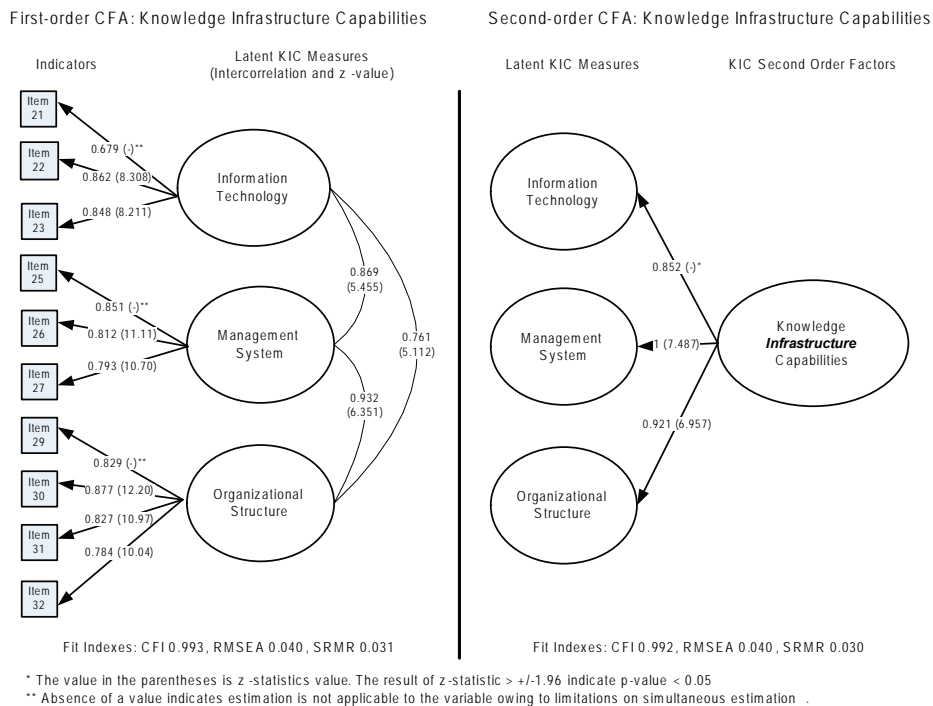 First-order CFA: Knowledge Infrastructure Capabilities
Indicators
Latent KIC Measures
(Intercorrelation and z -value)
Item
21
Item
22
Item
23
Item
25
Item
26
Item
27
Item
29
Item
30
Item
31
Item
32
0.679 (-)**
0.862 (8.308)
0.848 (8.211)
0.851 (-)**
0.812 (11.11)
0.793 (10.70)
0.829 (-)**
0.877 (12.20)
0.827 (10.97)
0.784 (10.04)
Information
Technology
Management
System
Organizational
Structure
0.869
(5.455)
0.761
(5.112)
0.932
(6.351)
Fit Indexes: CFI 0.993, RMSEA 0.040, SRMR 0.031
Second-order CFA: Knowledge Infrastructure Capabilities
Latent KIC Measures
KIC Second Order Factors
Information
Technology
Management
System
Organizational
Structure
0.852 (-)*
1 (7.487)
0.921 (6.957)
Knowledge
Infrastructure
Capabilities
Fit Indexes: CFI 0.992, RMSEA 0.040, SRMR 0.030
* The value in the parentheses is z -statistics value. The result of z-statistic > +/-1.96 indicate p-value < 0.05
** Absence of a value indicates estimation is not applicable to the variable owing to limitations on simultaneous estimation .